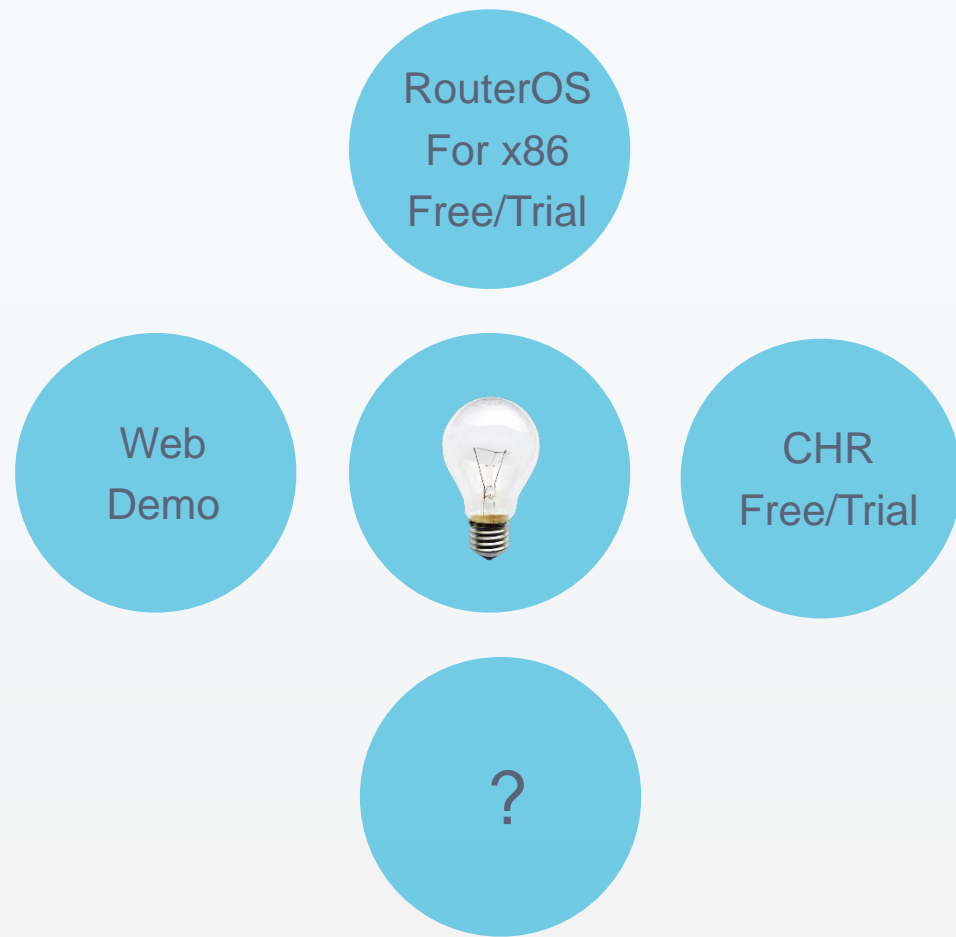 RouterOS
For x86
Free/Trial
Web
Demo
CHR
Free/Trial
?